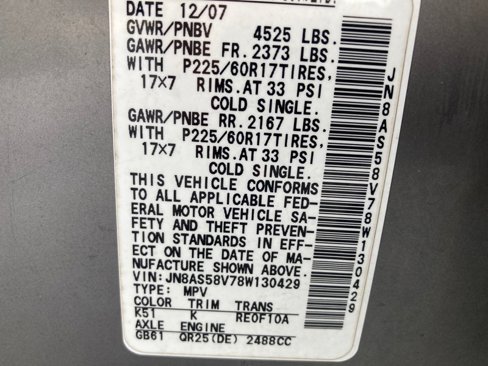 DATE 12/07
GVWR/PNBV 4525 LBS.
GAWR/PNBE FR. 2373 LBS.
WITH P225/60R17TIRES,
17x7 RIMS.AT 33 PSI
COLD SINGLE.
GAWR/PNBE RR. 2167 LBS.
WITH P225/60R17TIRES,
17x7 RIMS.AT 33 PSI
COLD SINGLE.
THIS VEHICLE CONFORMS
TO ALL APPLICABLE FED-
ERAL MOTOR VEHICLE SA-
FETY AND THEFT PREVEN-
TION STANDARDS IN EFF-
ECT ON THE DATE OF MA-
NUFACTURE SHOWN ABOVE.
VIN:JN8AS58V78W130429
TYPE: MPV
COLOR TRIM TRANS
K51 K RE0F10A
AXLE ENGINE
GB61 QR25(DE) 2488CC
JN8AS58V78W130429